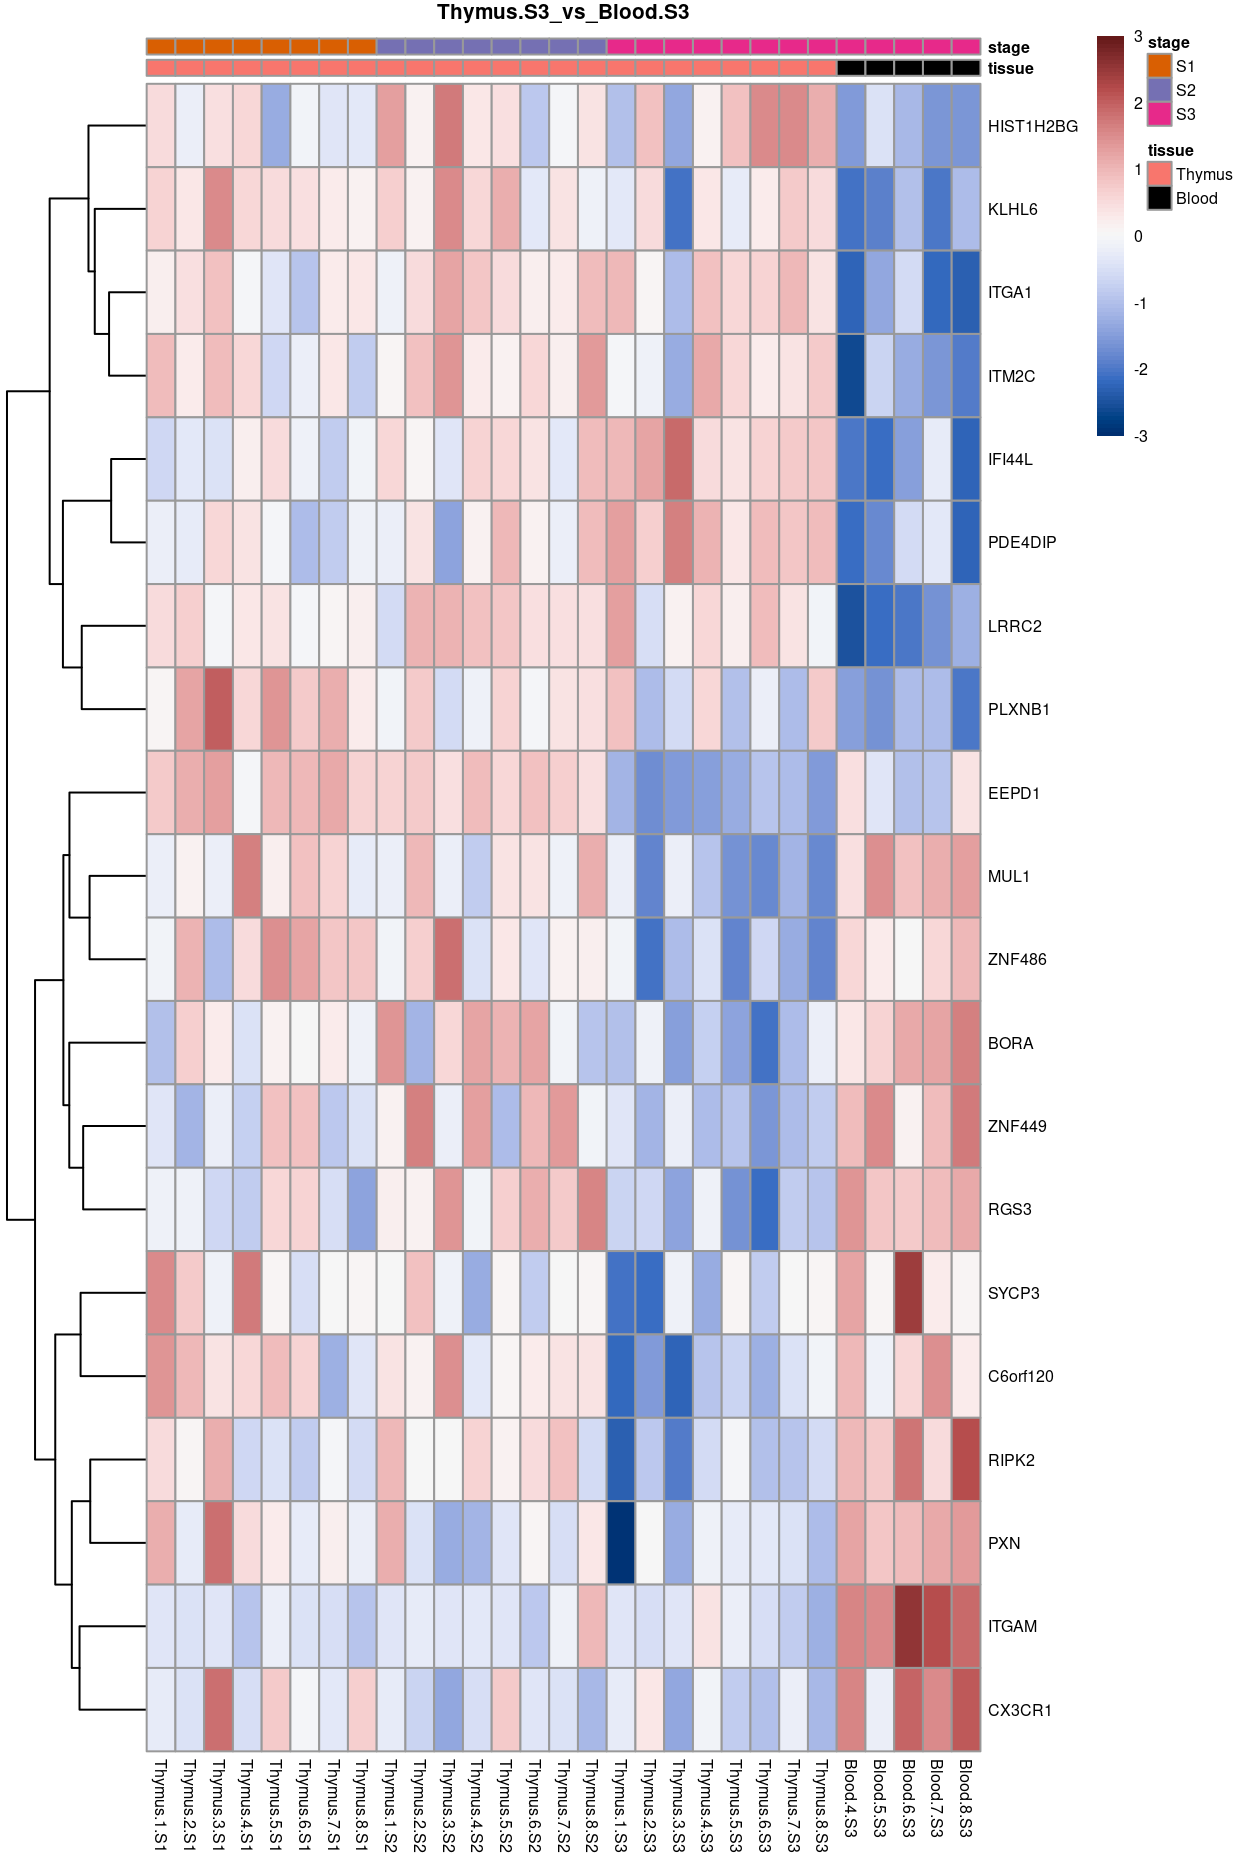 Thymus.S3_vs_Blood.S3
stage
tissue
HIST1H2BG
KLHL6
ITGA1
ITM2C
IFI44L
PDE4DIP
LRRC2
PLXNB1
EEPD1
MUL1
ZNF486
BORA
ZNF449
RGS3
SYCP3
C6orf120
RIPK2
PXN
ITGAM
CX3CR1
3
2
1
0
-1
-2
-3
stage
S1
S2
S3
tissue
Thymus
Blood
Thymus.1.S1
Thymus.2.S1
Thymus.3.S1
Thymus.4.S1
Thymus.5.S1
Thymus.6.S1
Thymus.7.S1
Thymus.8.S1
Thymus.1.S2
Thymus.2.S2
Thymus.3.S2
Thymus.4.S2
Thymus.5.S2
Thymus.6.S2
Thymus.7.S2
Thymus.8.S2
Thymus.1.S3
Thymus.2.S3
Thymus.3.S3
Thymus.4.S3
Thymus.5.S3
Thymus.6.S3
Thymus.7.S3
Thymus.8.S3
Blood.4.S3
Blood.5.S3
Blood.6.S3
Blood.7.S3
Blood.8.S3